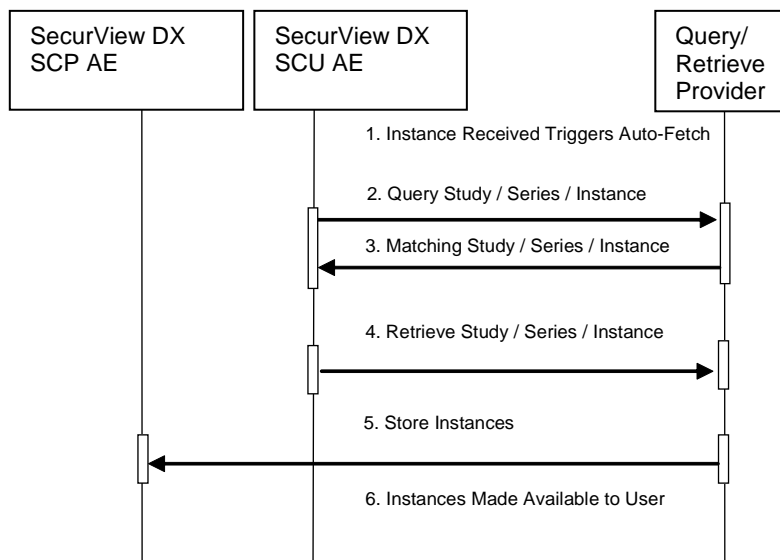 SecurView DX
SCP AE
SecurView DX
SCU AE
Query/
Retrieve
Provider
1. Instance Received Triggers Auto-Fetch
2. Query Study / Series / Instance
3. Matching Study / Series / Instance
4. Retrieve Study / Series / Instance
5. Store Instances
6. Instances Made Available to User